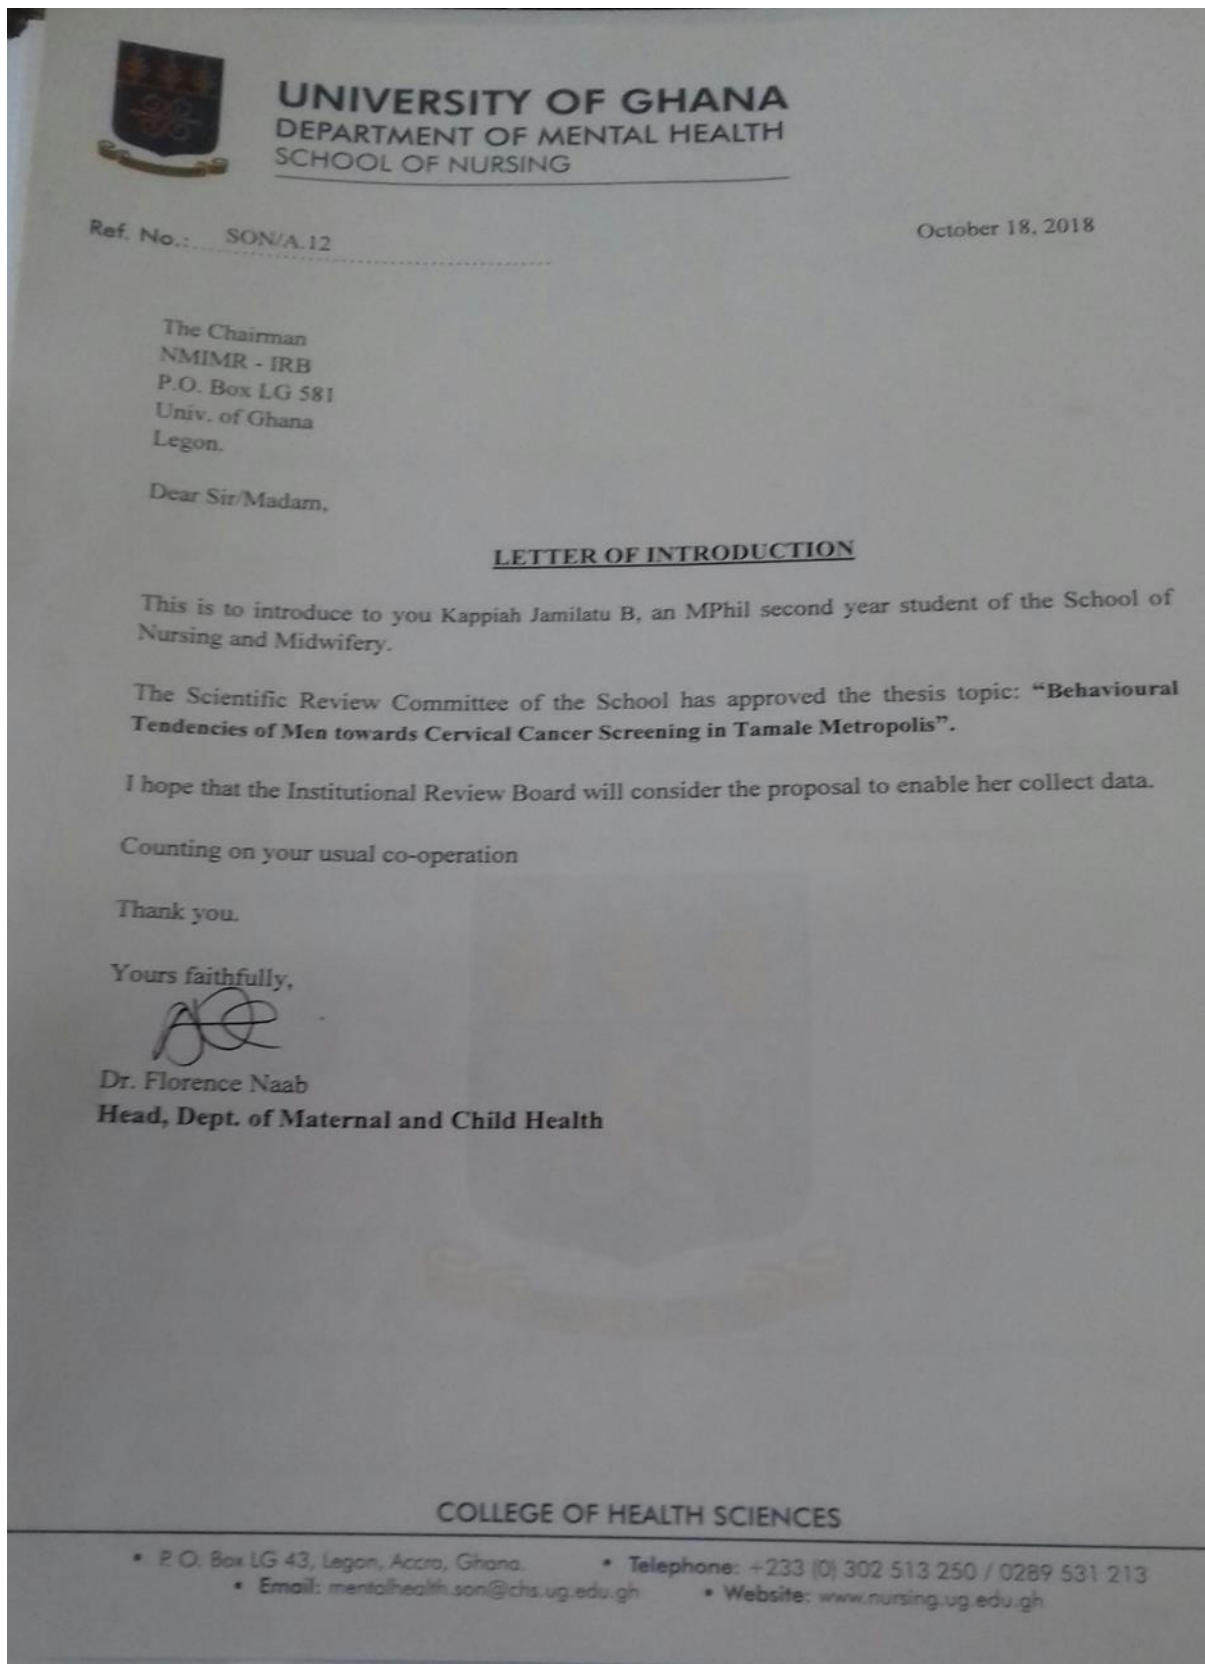 UNIVERSITY OF GHANA
DEPARTMENT OF MENTAL HEALTH
SCHOOL OF NURSING
Ref. No.: SON/A.12
October 18, 2018
The Chairman
NMIMR - IRB
P.O. Box LG 581
Univ. of Ghana
Legon.
Dear Sir/Madam,
LETTER OF INTRODUCTION
This is to introduce to you Kappiah Jamilatu B, an MPhil second year student of the School of
Nursing and Midwifery.
The Scientific Review Committee of the School has approved the thesis topic: “Behavioural
Tendencies of Men towards Cervical Cancer Screening in Tamale Metropolis”.
I hope that the Institutional Review Board will consider the proposal to enable her collect data.
Counting on your usual co-operation
Thank you.
Yours faithfully,
Dr. Florence Naab
Head, Dept. of Maternal and Child Health
COLLEGE OF HEALTH SCIENCES
• P. O. Box LG 43, Legon, Accra, Ghana. • Telephone: +233 (0) 302 513 250 / 0289 531 213
• Email: mentalhealth.son@chs.ug.edu.gh • Website: www.nursing.ug.edu.gh